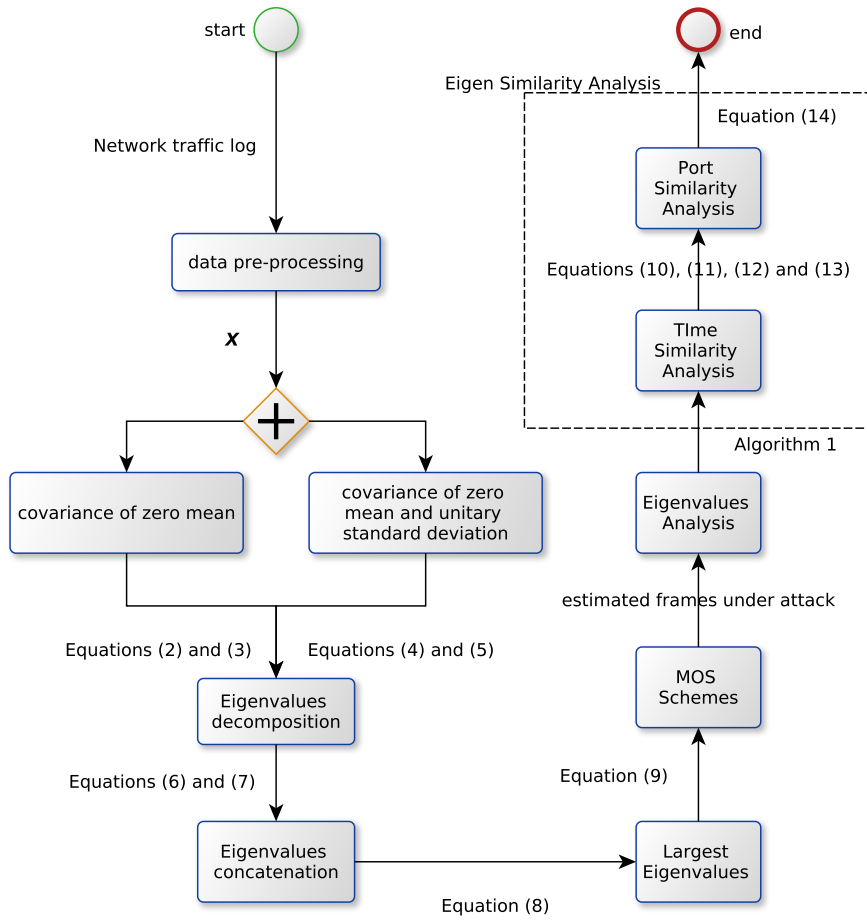 start
Network traffic log
data pre-processing
X
covariance of zero mean
covariance of zero
mean and unitary
standard deviation
Equations (2) and (3)
Equations (4) and (5)
Eigenvalues
decomposition
Equations (6) and (7)
Eigenvalues
concatenation
Equation (8)
Largest
Eigenvalues
Equation (9)
MOS
Schemes
estimated frames under attack
Eigenvalues
Analysis
Algorithm 1
TIme
Similarity
Analysis
Equations (10), (11), (12) and (13)
Port
Similarity
Analysis
Equation (14)
Eigen Similarity Analysis
end